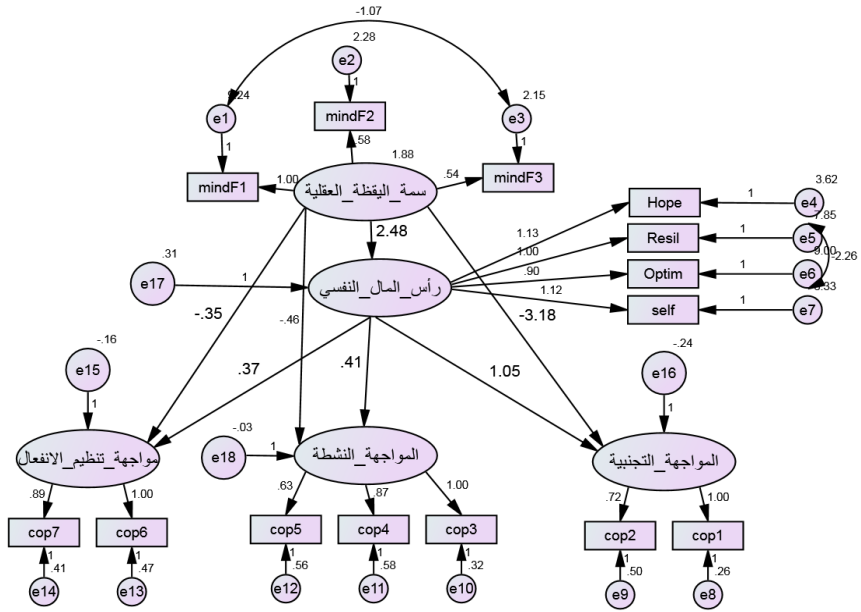 -1.07
2.28
e2
9.24
2.15
e1
1
e3
mindF2
1
1
.58
1.88
mindF1
1.00
سمة_اليقظة_العقلية
.54
mindF3
3.62
Hope
1
e4
7.85
1.13
2.48
Resil
1
e5
1.00
9.00
-2.26
.31
e17
1
رأس_المال_النفسي
.90
Optim
1
e6
1.12
self
1
e7
-.35
-.46
-3.18
-.16
e15
1
.37
.41
1.05
-.24
e16
1
-.03
e18
1
مواجهة_تنظيم_الانفعال
المواجهة_النشطة
المواجهة_التجنبية
.89
1.00
.63
.87
1.00
.72
1.00
cop7
cop6
cop5
cop4
cop3
cop2
cop1
1
.41
1
.47
1
.56
1
.58
1
.32
1
.50
1
.26
e14
e13
e12
e11
e10
e9
e8